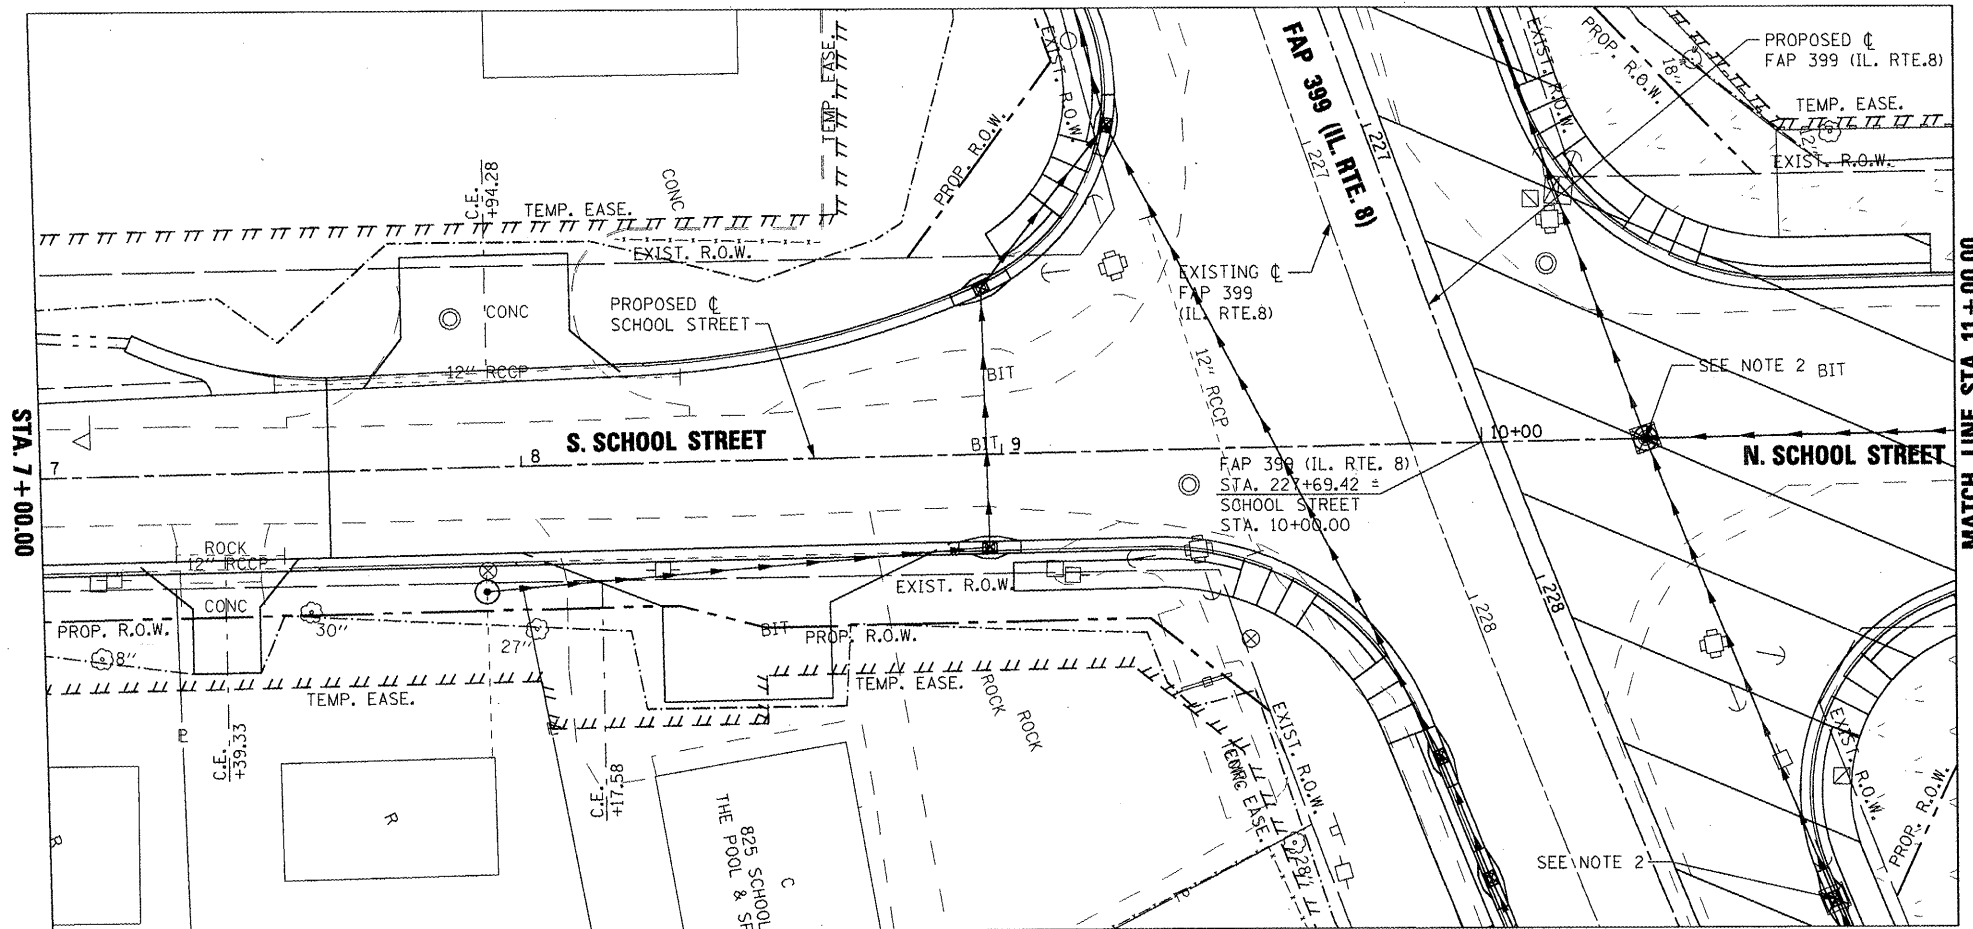 EXIST. R.O.W.
TEMP. EASE.
PROP. R.O.W.
FAP 399 (IL. RTE. 8)
EXIST. R.O.W.
PROP. R.O.W.
18"
PROPOSED ℄
FAP 399 (IL. RTE.8)
TEMP. EASE.
12"
EXIST. R.O.W.
227
227
C.E.
+94.28
TEMP. EASE.
CONC
EXIST. R.O.W.
CONC
PROPOSED ℄
SCHOOL STREET
EXISTING ℄
FAP 399
(IL. RTE.8)
12" RCCP
12" RCCP
BIT
SEE NOTE 2
BIT
STA. 7+00.00
7
8
S. SCHOOL STREET
BIT
9
10+00
N. SCHOOL STREET
MATCH LINE STA. 11+00.00
FAP 399 (IL. RTE. 8)
STA. 227+69.42 =
SCHOOL STREET
STA. 10+00.00
ROCK
12" RCCP
CONC
EXIST. R.O.W.
228
228
PROP. R.O.W.
8"
30"
27"
BIT
PROP. R.O.W.
TEMP. EASE.
TEMP. EASE.
ROCK
ROCK
EXIST. R.O.W.
TEMP. EASE.
CONC
EXIST. R.O.W.
PROP. R.O.W.
P
C.E.
+39.33
C.E.
+17.58
R
R
825 SCHOOL
THE POOL & SP
C
28"
P
SEE NOTE 2